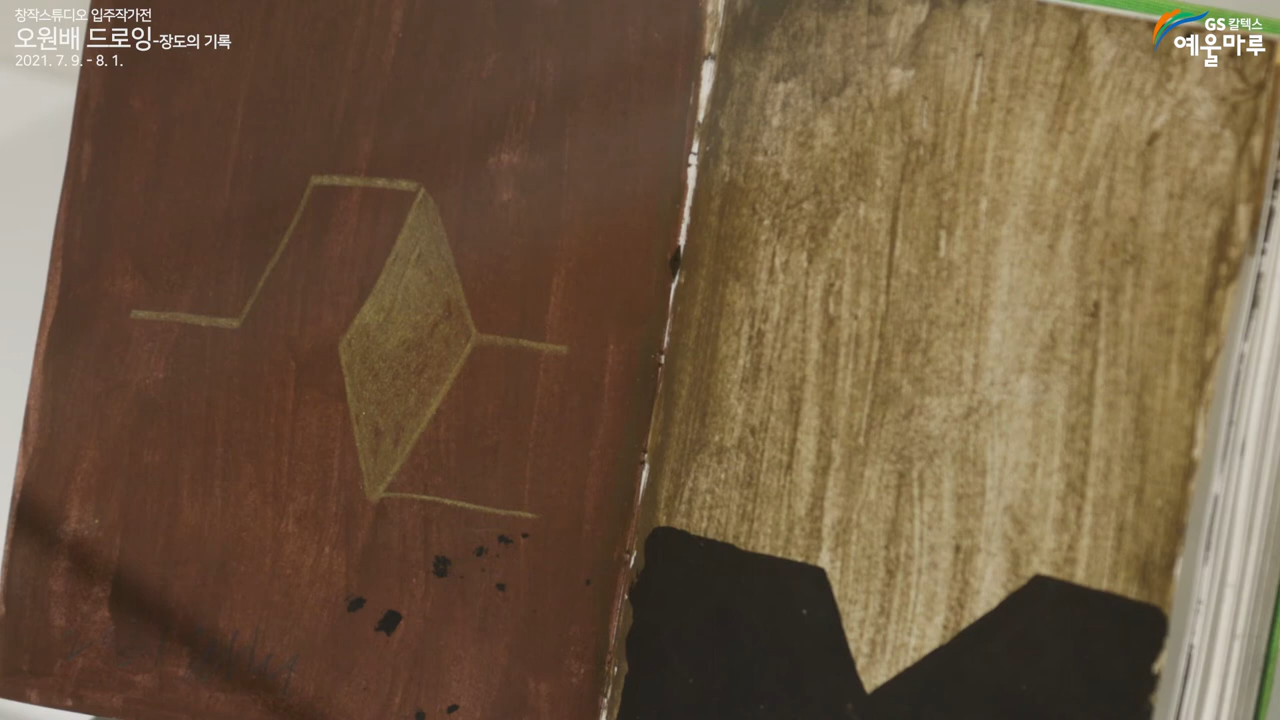 창작스튜디오 입주작가전
오원배 드로잉-장도의 기록
2021. 7. 9. - 8. 1.
GS 칼텍스
예울마루